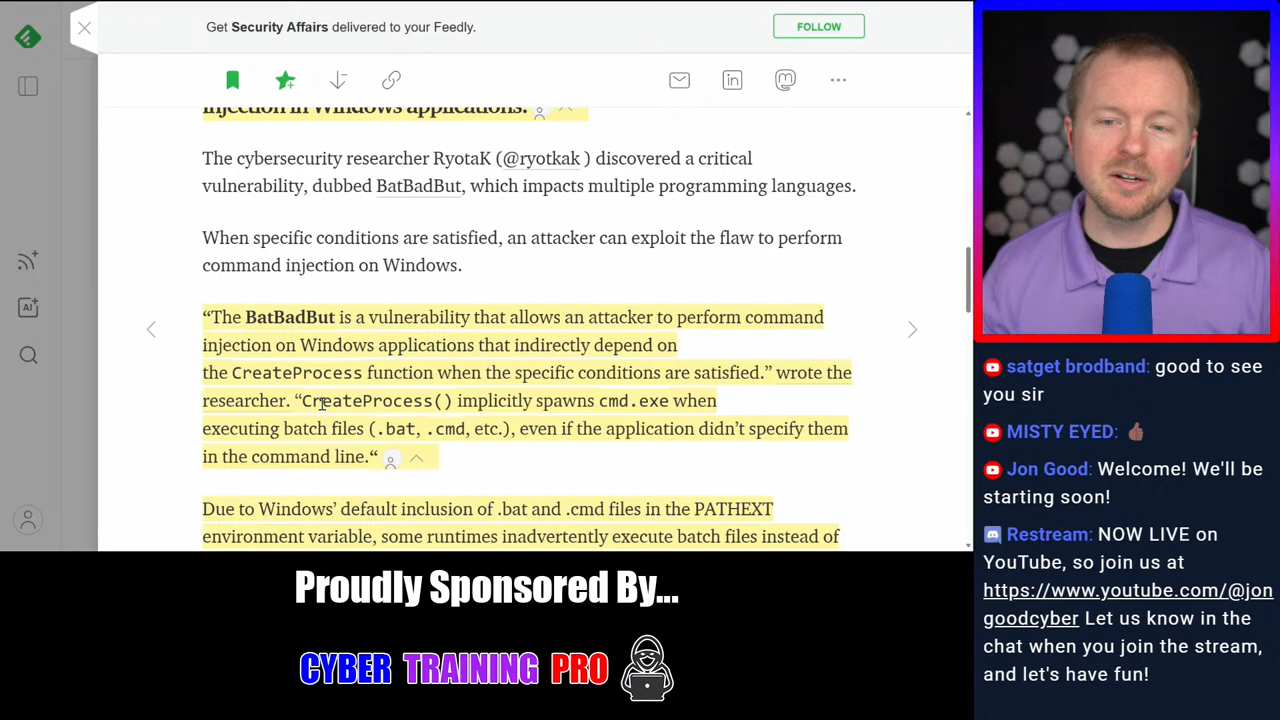 Get Security Affairs delivered to your Feedly.
FOLLOW
injection in Windows applications.
The cybersecurity researcher RyotaK (@ryotkak ) discovered a critical
vulnerability, dubbed BatBadBut, which impacts multiple programming languages.
When specific conditions are satisfied, an attacker can exploit the flaw to perform
command injection on Windows.
“The BatBadBut is a vulnerability that allows an attacker to perform command
injection on Windows applications that indirectly depend on
the CreateProcess function when the specific conditions are satisfied.” wrote the
researcher. “CreateProcess() implicitly spawns cmd.exe when
executing batch files (.bat, .cmd, etc.), even if the application didn’t specify them
in the command line.“
Due to Windows’ default inclusion of .bat and .cmd files in the PATHEXT
environment variable, some runtimes inadvertently execute batch files instead of
AI
satget brodband: good to see
you sir
MISTY EYED:
Jon Good: Welcome! We'll be
starting soon!
Restream: NOW LIVE on
YouTube, so join us at
https://www.youtube.com/@jon
goodcyber Let us know in the
chat when you join the stream,
and let's have fun!
Proudly Sponsored By...
CYBER TRAINING PRO